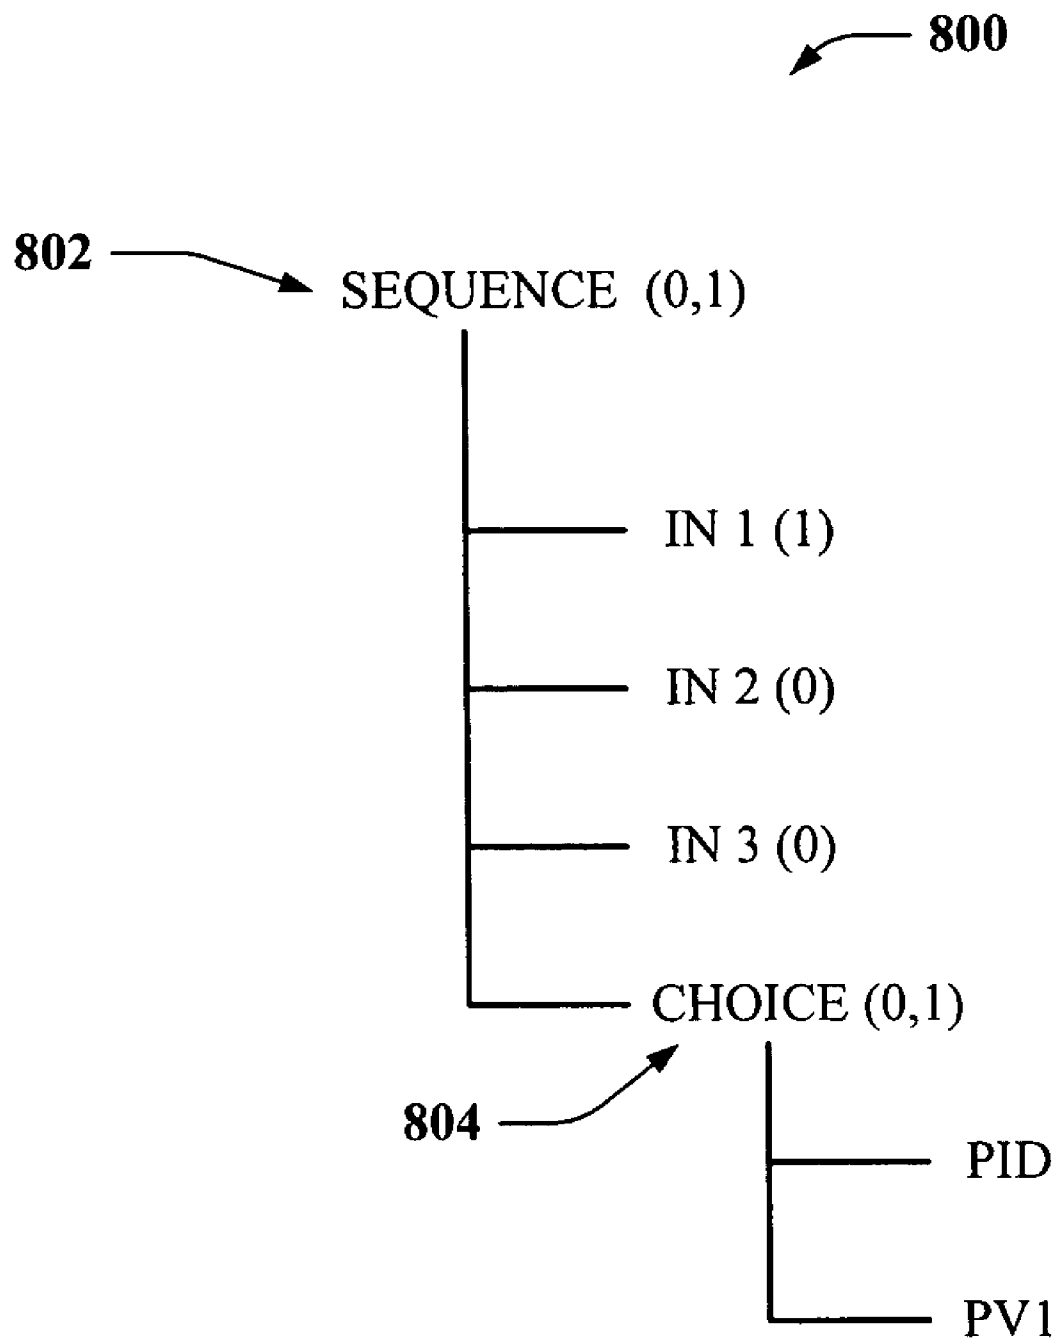 800
802
SEQUENCE (0,1)
IN 1 (1)
IN 2 (0)
IN 3 (0)
CHOICE (0,1)
804
PID
PV1